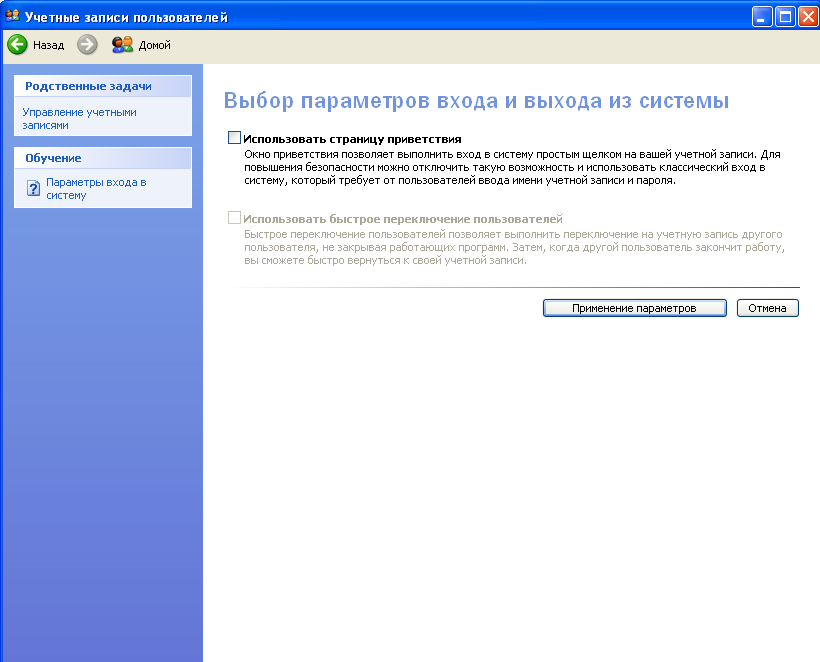 Учетные записи пользователей
Назад
Домой
Родственные задачи
Управление учетными
записями
Обучение
Параметры входа в
систему
Выбор параметров входа и выхода из системы
Использовать страницу приветствия
Окно приветствия позволяет выполнить вход в систему простым щелком на вашей учетной записи. Для
повышения безопасности можно отключить такую возможность и использовать классический вход в
систему, который требует от пользователей ввода имени учетной записи и пароля.
Использовать быстрое переключение пользователей
Быстрое переключение пользователей позволяет выполнить переключение на учетную запись другого
пользователя, не закрывая работающих программ. Затем, когда другой пользователь закончит работу,
вы сможете быстро вернуться к своей учетной записи.
Применение параметров
Отмена